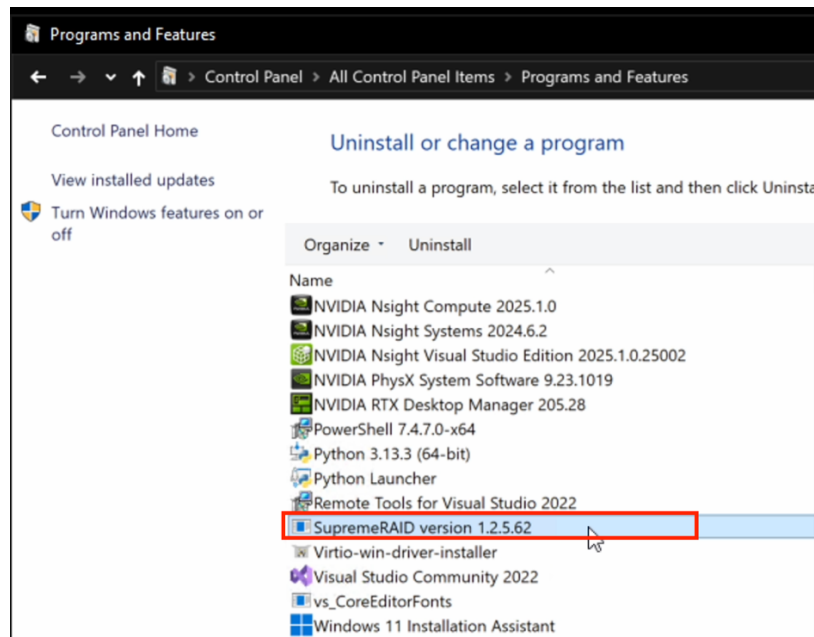 Programs and Features
Control Panel > All Control Panel Items > Programs and Features
Control Panel Home
Uninstall or change a program
View installed updates
To uninstall a program, select it from the list and then click
Turn Windows features on or
off
Organize
Uninstall
Name
NVIDIA Nsight Compute 2025.1.0
NVIDIA Nsight Systems 2024.6.2
NVIDIA Nsight Visual Studio Edition 2025.1.0.25002
NVIDIA PhysX System Software 9.23.1019
NVIDIA RTX Desktop Manager 205.28
PowerShell 7.4.7.0-x64
Python 3.13.3 (64-bit)
Python Launcher
Remote Tools for Visual Studio 2022
SupremeRAID version 1.2.5.62
Virtio-win-driver-installer
Visual Studio Community 2022
vs_CoreEditorFonts
Windows 11 Installation Assistant